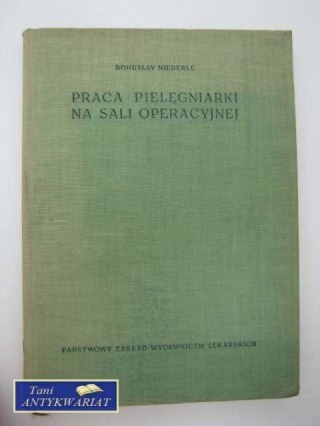 BOHUSLAV NIEDERLE
PRACA PIELĘGNIARKI
NA SALI OPERACYJNEJ
PAŃSTWOWY ZAKŁAD WYDAWNICTW LEKARSKICH
Tani
ANTYKWARIAT